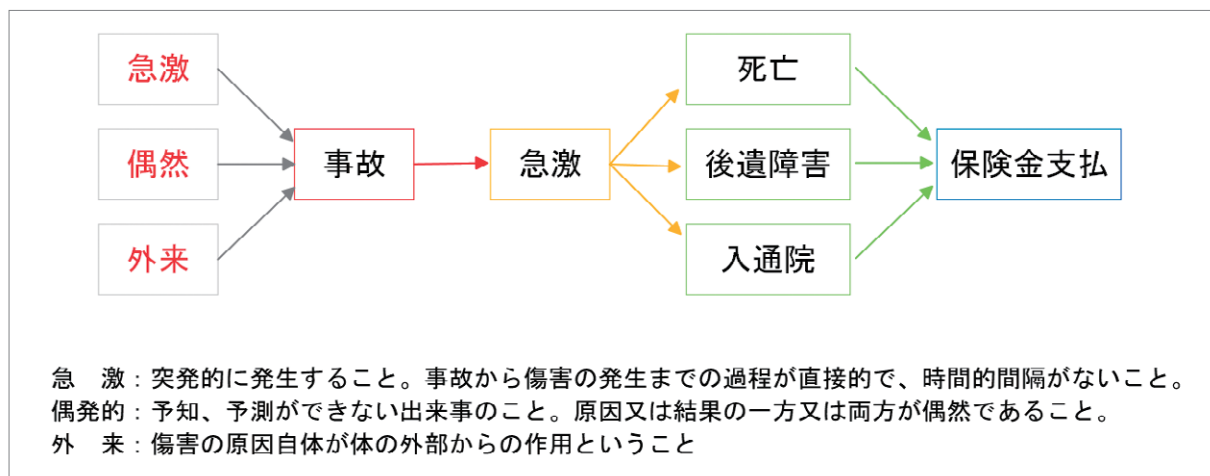 急激
偶然
外来
事故
急激
死亡
後遺障害
入通院
保険金支払
急　激：突発的に発生すること。事故から傷害の発生までの過程が直接的で、時間的間隔がないこと。
偶発的：予知、予測ができない出来事のこと。原因又は結果の一方又は両方が偶然であること。
外　来：傷害の原因自体が体の外部からの作用ということ